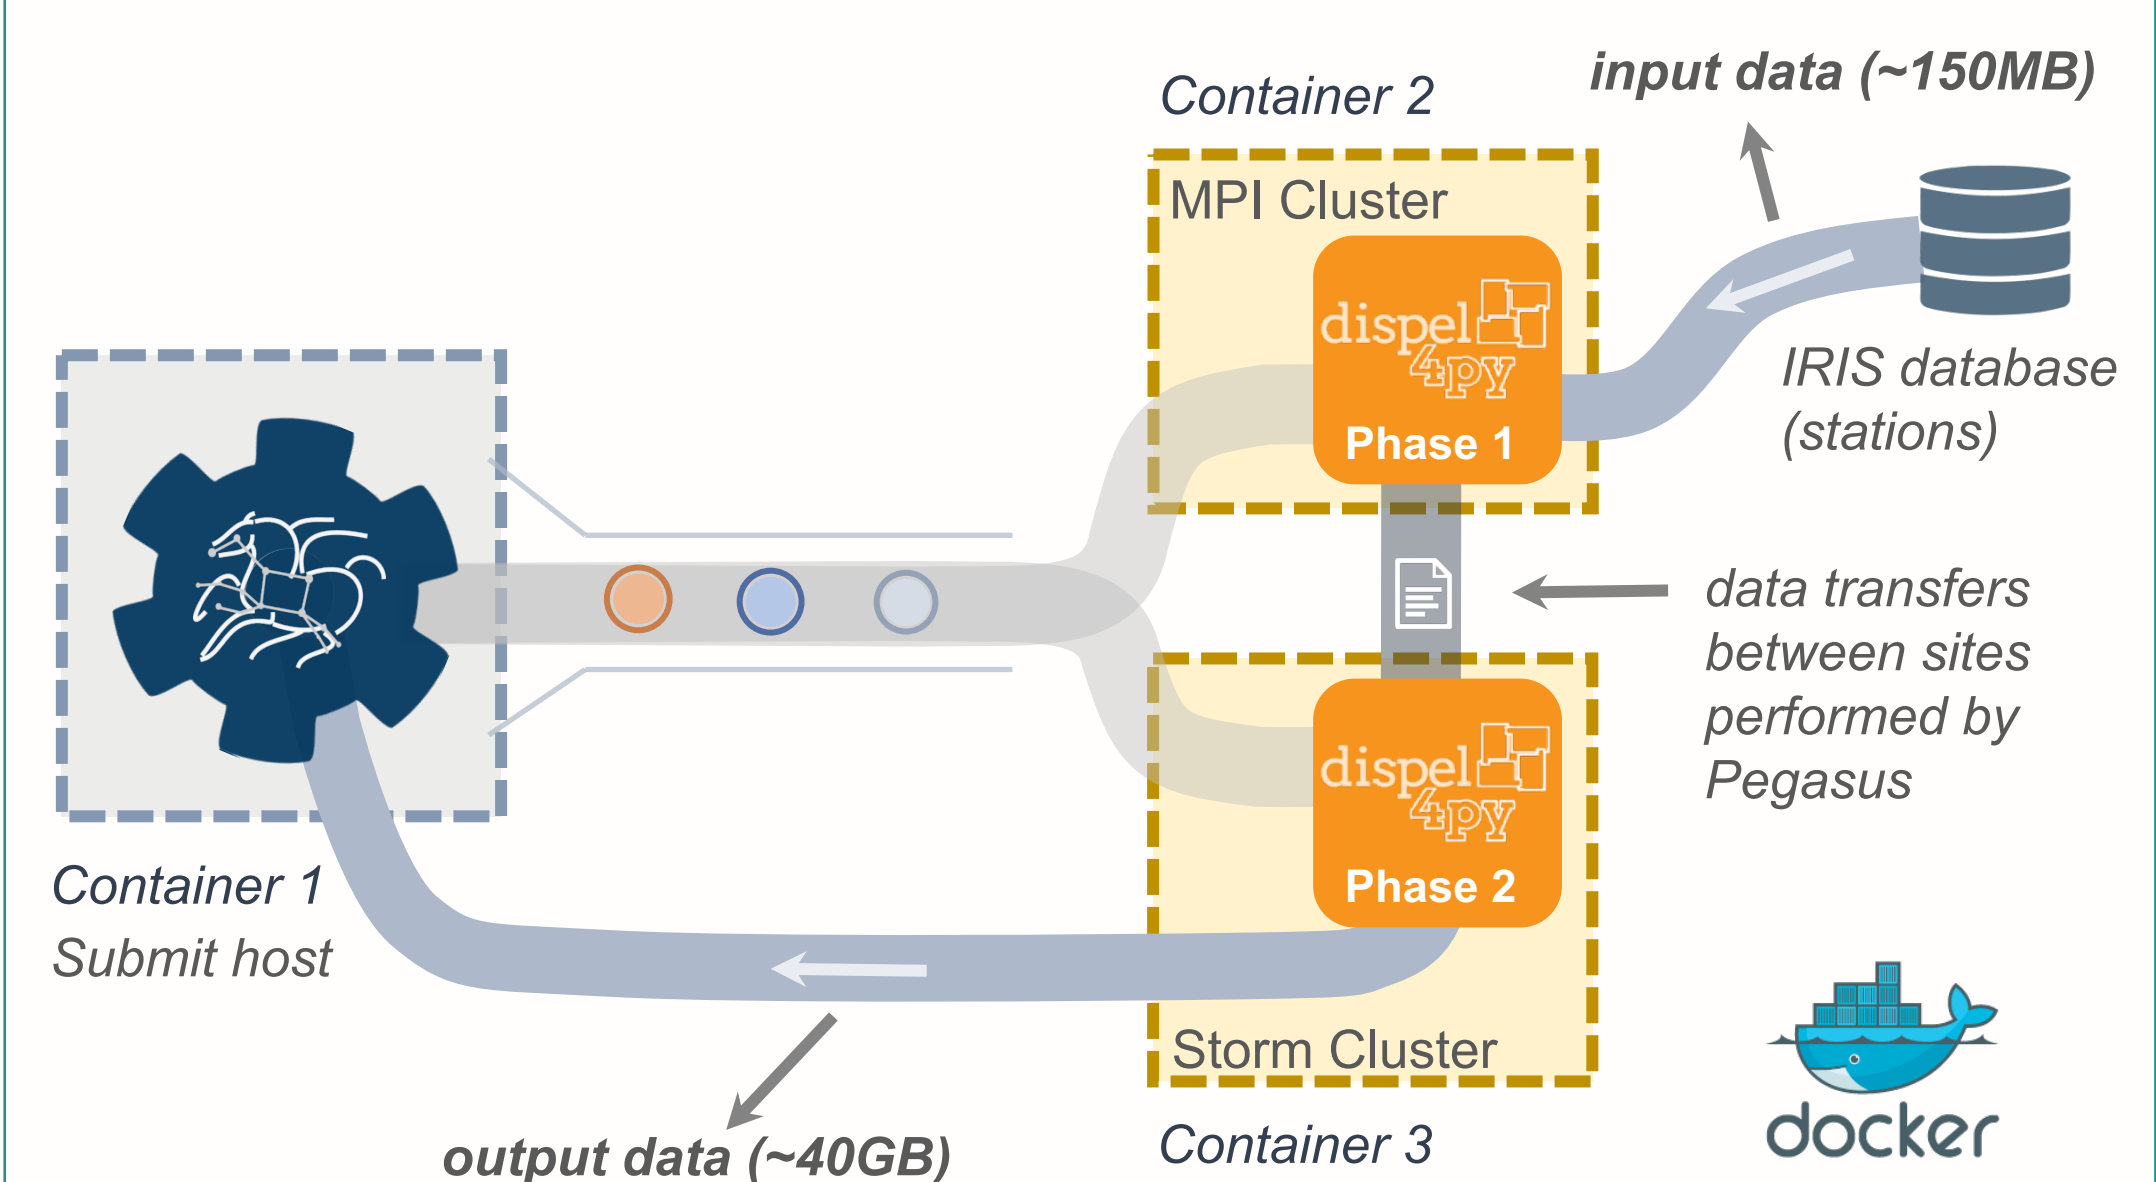 input data (~150MB)
Container 2
MPI Cluster
dispel
4py
Phase 1
IRIS database
(stations)
data transfers
between sites
performed by
Pegasus
dispel
4py
Phase 2
Container 1
Submit host
Storm Cluster
Container 3
output data (~40GB)
docker